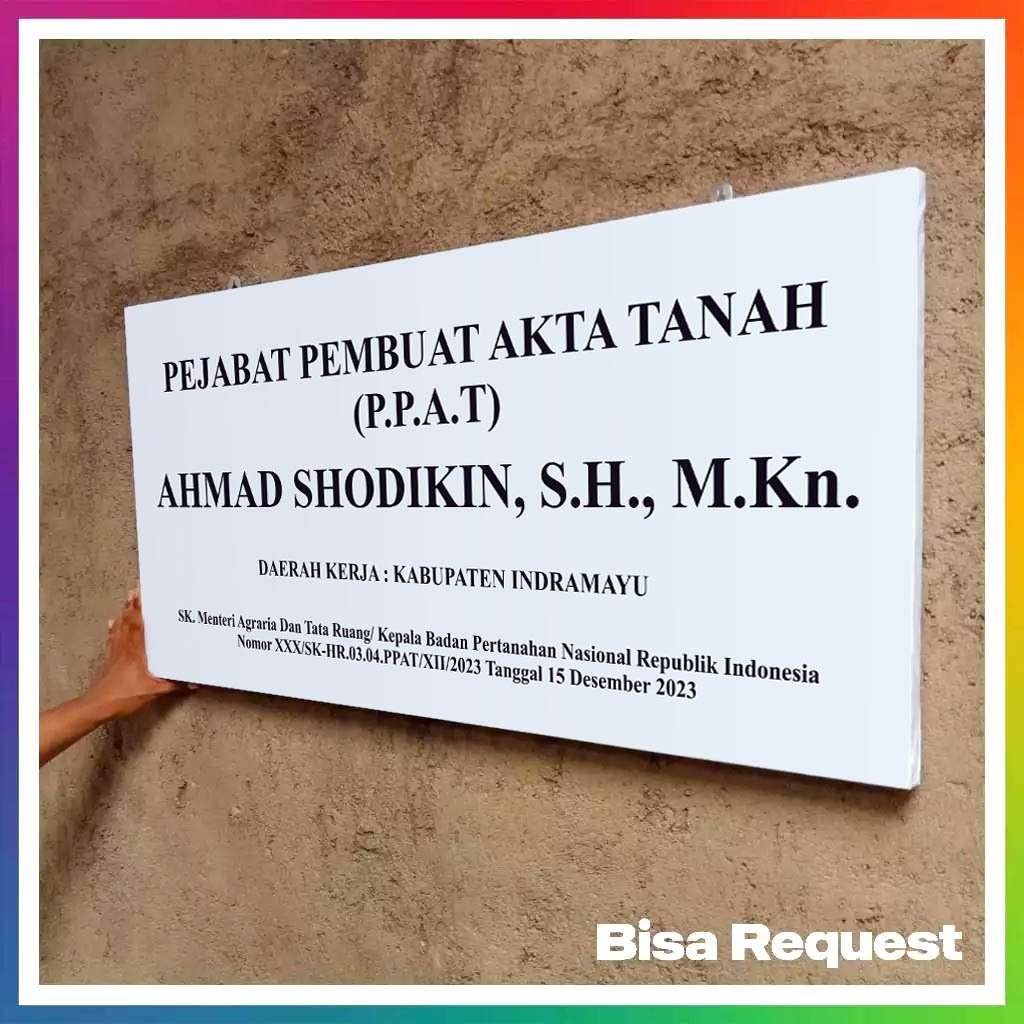 PEJABAT PEMBUAT AKTA TANAH
(P.P.A.T)
AHMAD SHODIKIN, S.H., M.Kn.
DAERAH KERJA : KABUPATEN INDRAMAYU
SK. Menteri Agraria Dan Tata Ruang/ Kepala Badan Pertanahan Nasional Republik Indonesia
Nomor XXX/SK-HR.03.04.PPAT/XII/2023 Tanggal 15 Desember 2023
Bisa Request